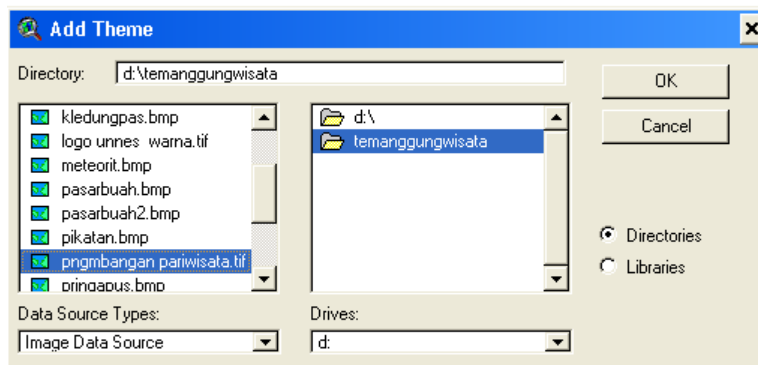 Add Theme
Directory: d:\temanggungwisata
OK
Cancel
kledungpas.bmp
logo unnes warna.tif
meteorit.bmp
pasarbuah.bmp
pasarbuah2.bmp
pikatan.bmp
pngmbangan pariwisata.tif
pringapus.bmp
d:\
temanggungwisata
Directories
Libraries
Data Source Types:
Image Data Source
Drives:
d: